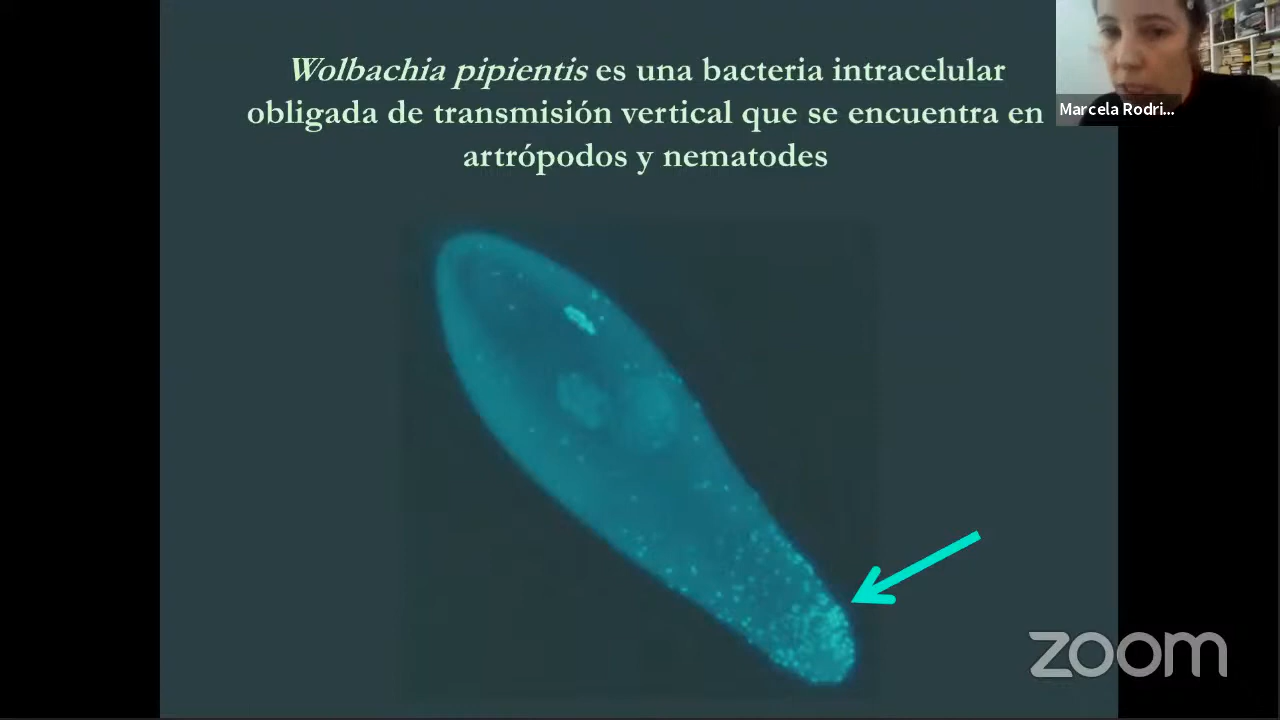 Wolbachia pipientis es una bacteria intracelular
obligada de transmisión vertical que se encuentra en
artrópodos y nematodes
Marcela Rodri...
zoom